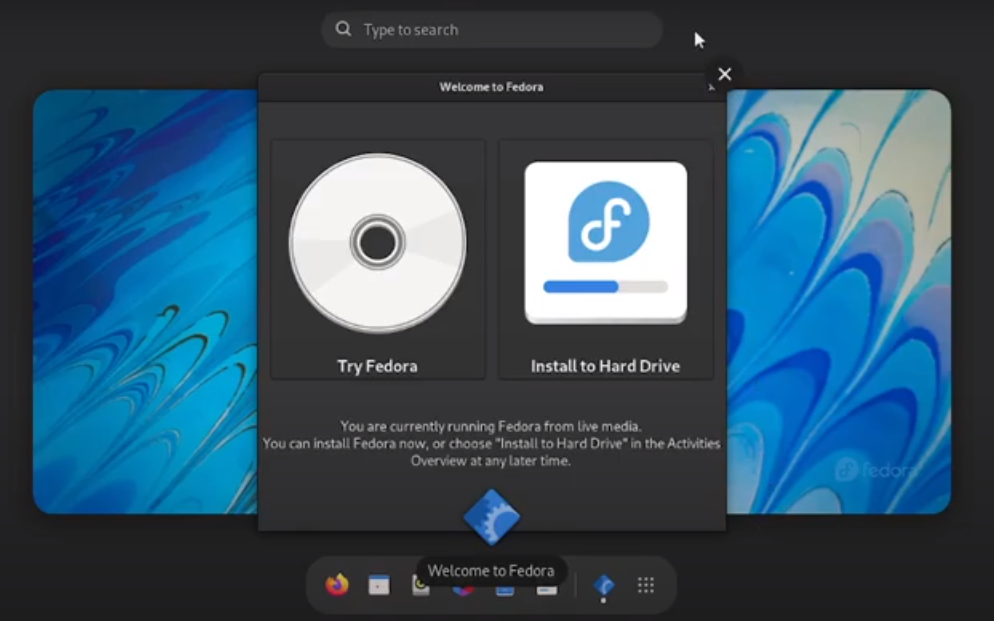 Type to search
Welcome to Fedora
Try Fedora
Install to Hard Drive
You are currently running Fedora from live media.
You can install Fedora now, or choose "Install to Hard Drive" in the Activities
Overview at any later time.
fedora
Welcome to Fedora